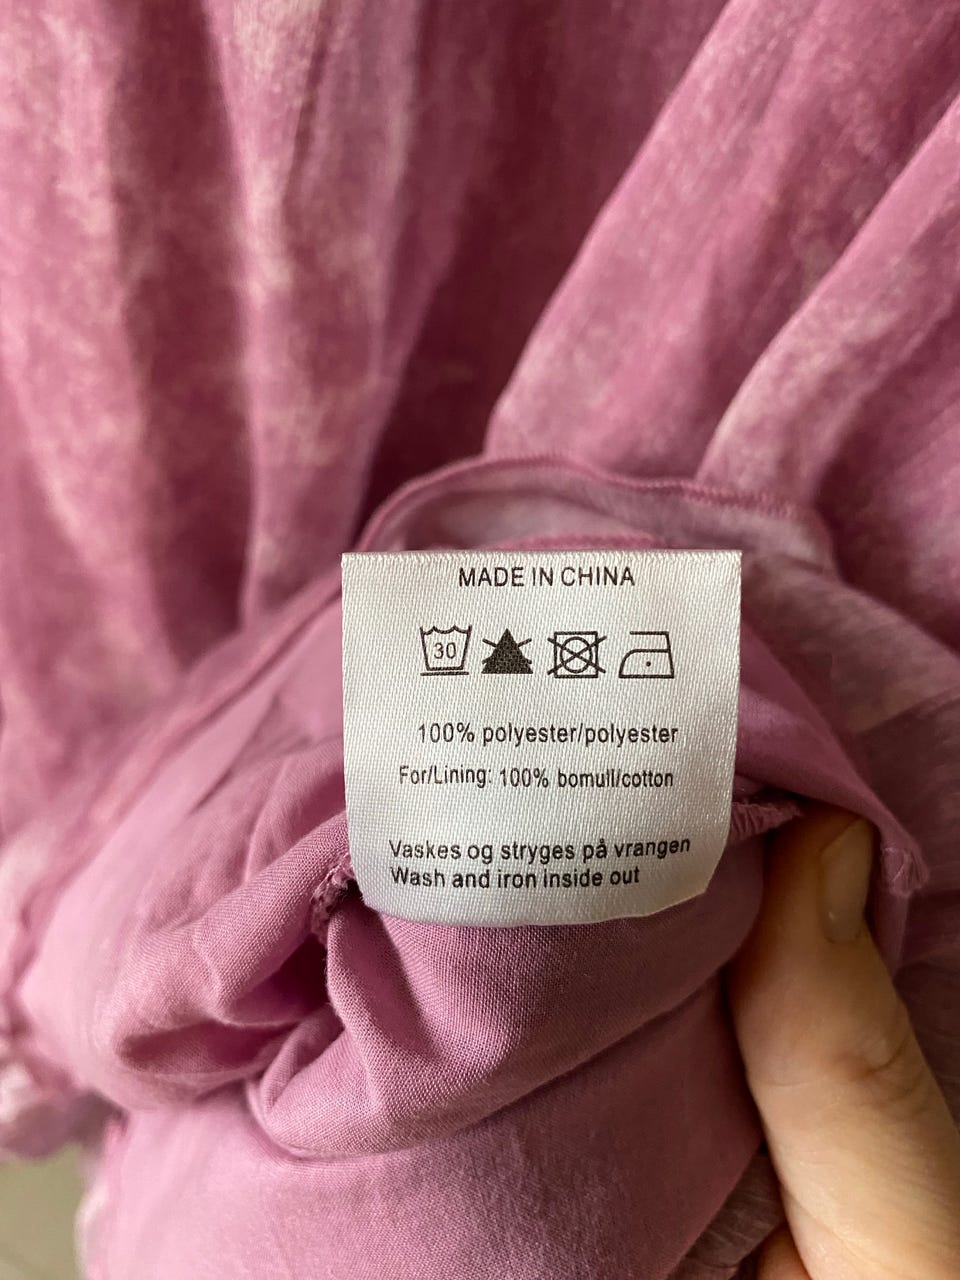 MADE IN CHINA
30
100% polyester/polyester
For/Lining: 100% bomull/cotton
Vaskes og stryges på vrangen
Wash and iron inside out